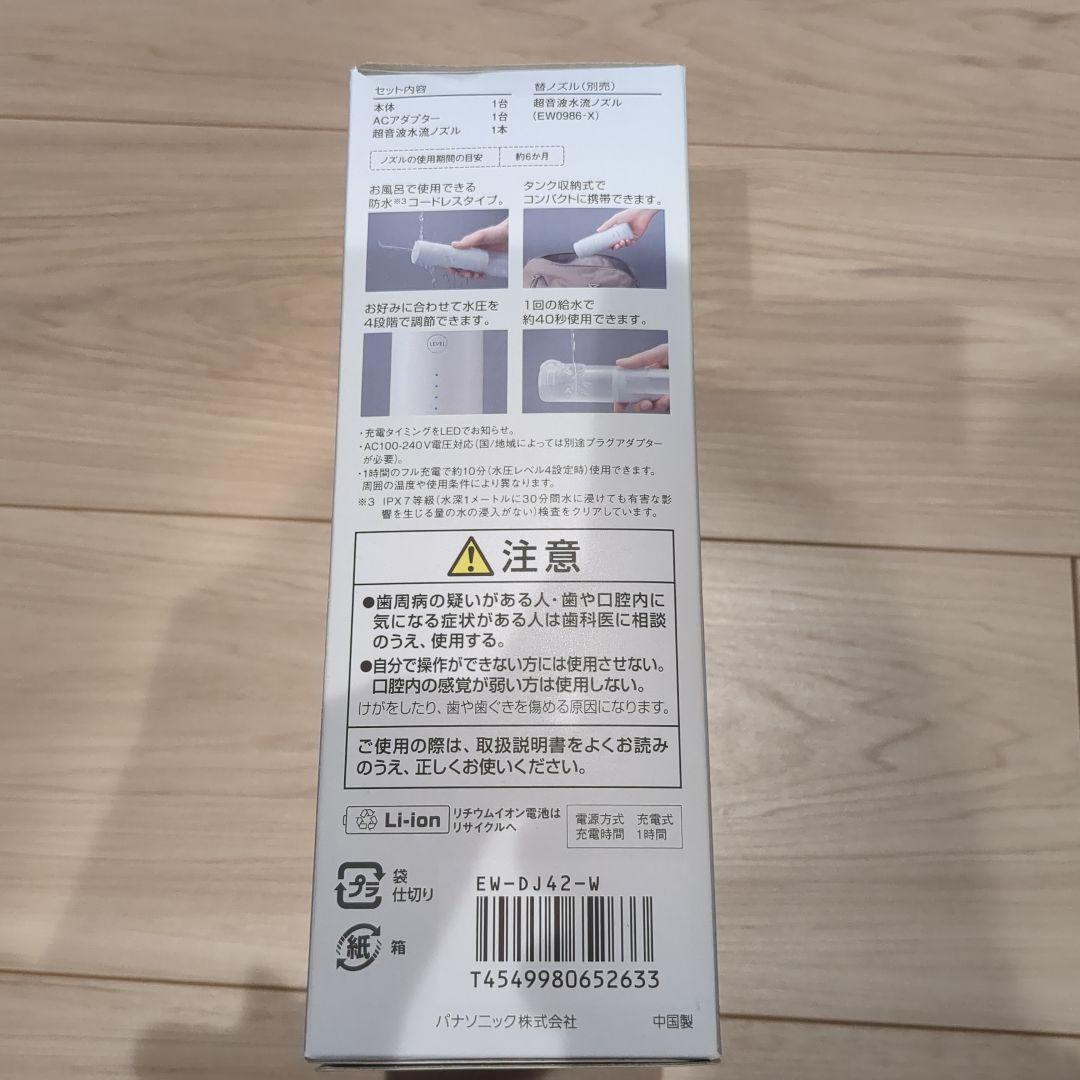 セット内容
本体 1台
ACアダプター 1台
超音波水流ノズル 1本
替ノズル(別売)
超音波水流ノズル
(EW0986-X)
ノズルの使用期間の目安 約6か月
お風呂で使用できる
防水※3コードレスタイプ。
タンク収納式で
コンパクトに携帯できます。
お好みに合わせて水圧を
4段階で調節できます。
1回の給水で
約40秒使用できます。
LEVEL
・充電タイミングをLEDでお知らせ。
・AC100-240V電圧対応(国/地域によっては別途プラグアダプター
が必要)。
・1時間のフル充電で約10分(水圧レベル4設定時)使用できます。
周囲の温度や使用条件により異なります。
※3 IPX7等級(水深1メートルに30分間水に浸けても有害な影
響を生じる量の水の浸入がない)検査をクリアしています。
注意
●歯周病の疑いがある人・歯や口腔内に
気になる症状がある人は歯科医に相談
のうえ、使用する。
●自分で操作ができない方には使用させない。
口腔内の感覚が弱い方は使用しない。
けがをしたり、歯や歯ぐきを傷める原因になります。
ご使用の際は、取扱説明書をよくお読み
のうえ、正しくお使いください。
Li-ion
リチウムイオン電池は
リサイクルへ
電源方式 充電式
充電時間 1時間
プラ
袋
仕切り
紙
箱
EW-DJ42-W
T4549980652633
パナソニック株式会社
中国製